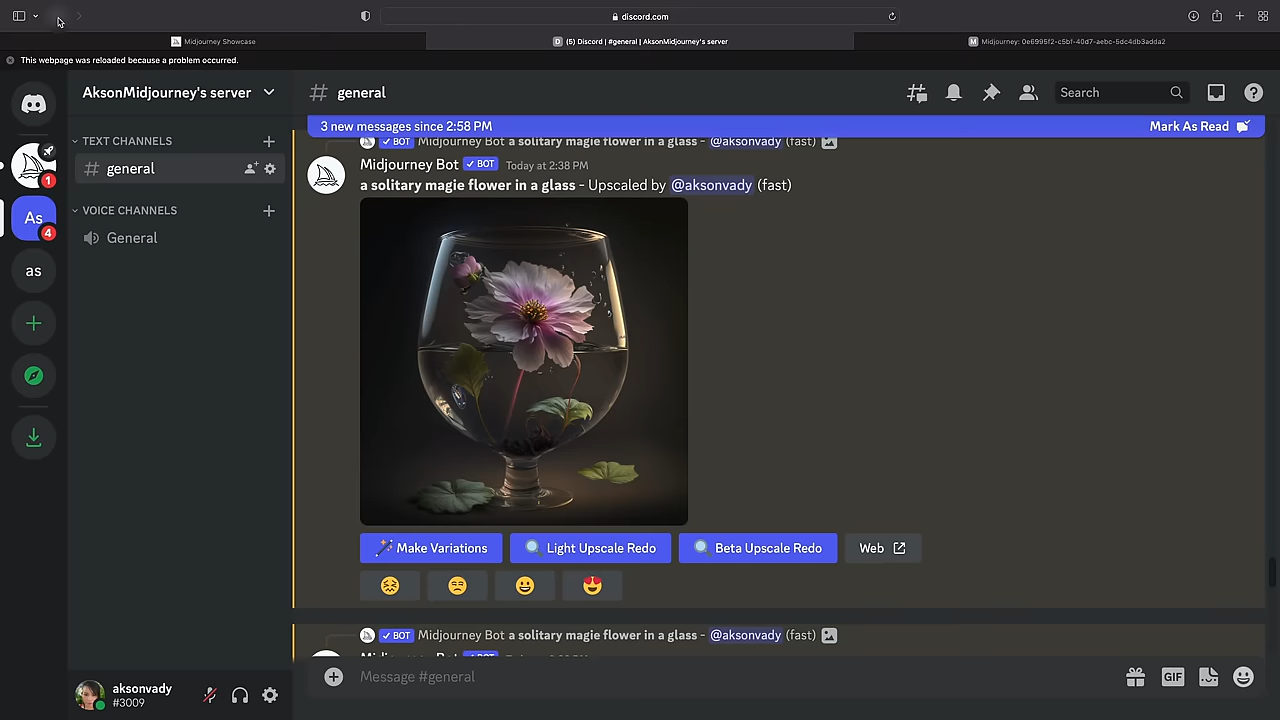 discord.com
Midjourney Showcase
D (5) Discord | #general | AksonMidjourney's server
M Midjourney: 0e6995f2-c5bf-40d7-aebc-5dc4db3adda2
This webpage was reloaded because a problem occurred.
AksonMidjourney's server
general
Search
3 new messages since 2:58 PM
Mark As Read
TEXT CHANNELS
general
VOICE CHANNELS
General
1
As
4
as
BOT Midjourney Bot a solitary magie flower in a glass - @aksonvady (fast)
Midjourney Bot BOT Today at 2:38 PM
a solitary magie flower in a glass - Upscaled by @aksonvady (fast)
Make Variations
Light Upscale Redo
Beta Upscale Redo
Web
BOT Midjourney Bot a solitary magie flower in a glass - @aksonvady (fast)
Message #general
GIF
aksonvady
#3009